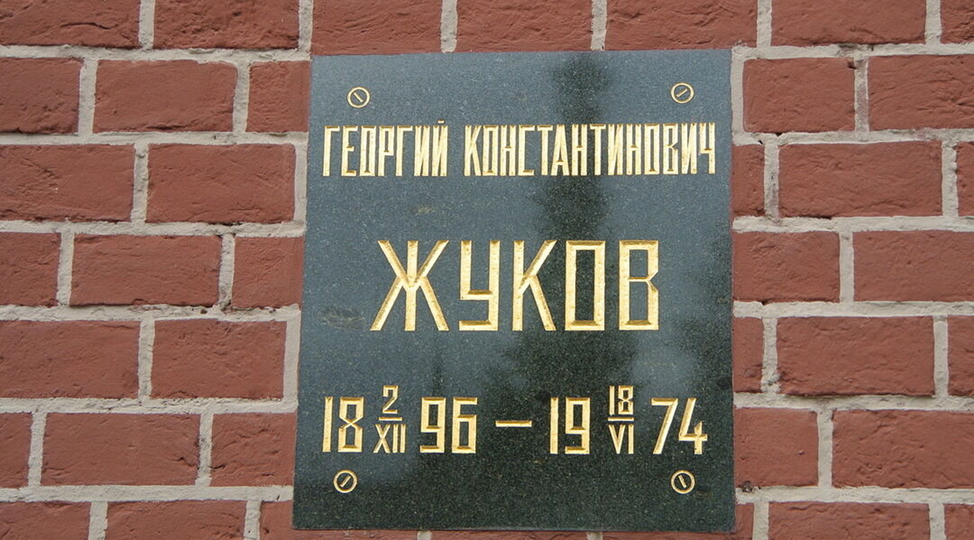 ГЕОРГИЙ КОНСТАНТИНОВИЧ
ЖУКОВ
18 2/XII 96 – 19 18/VI 74